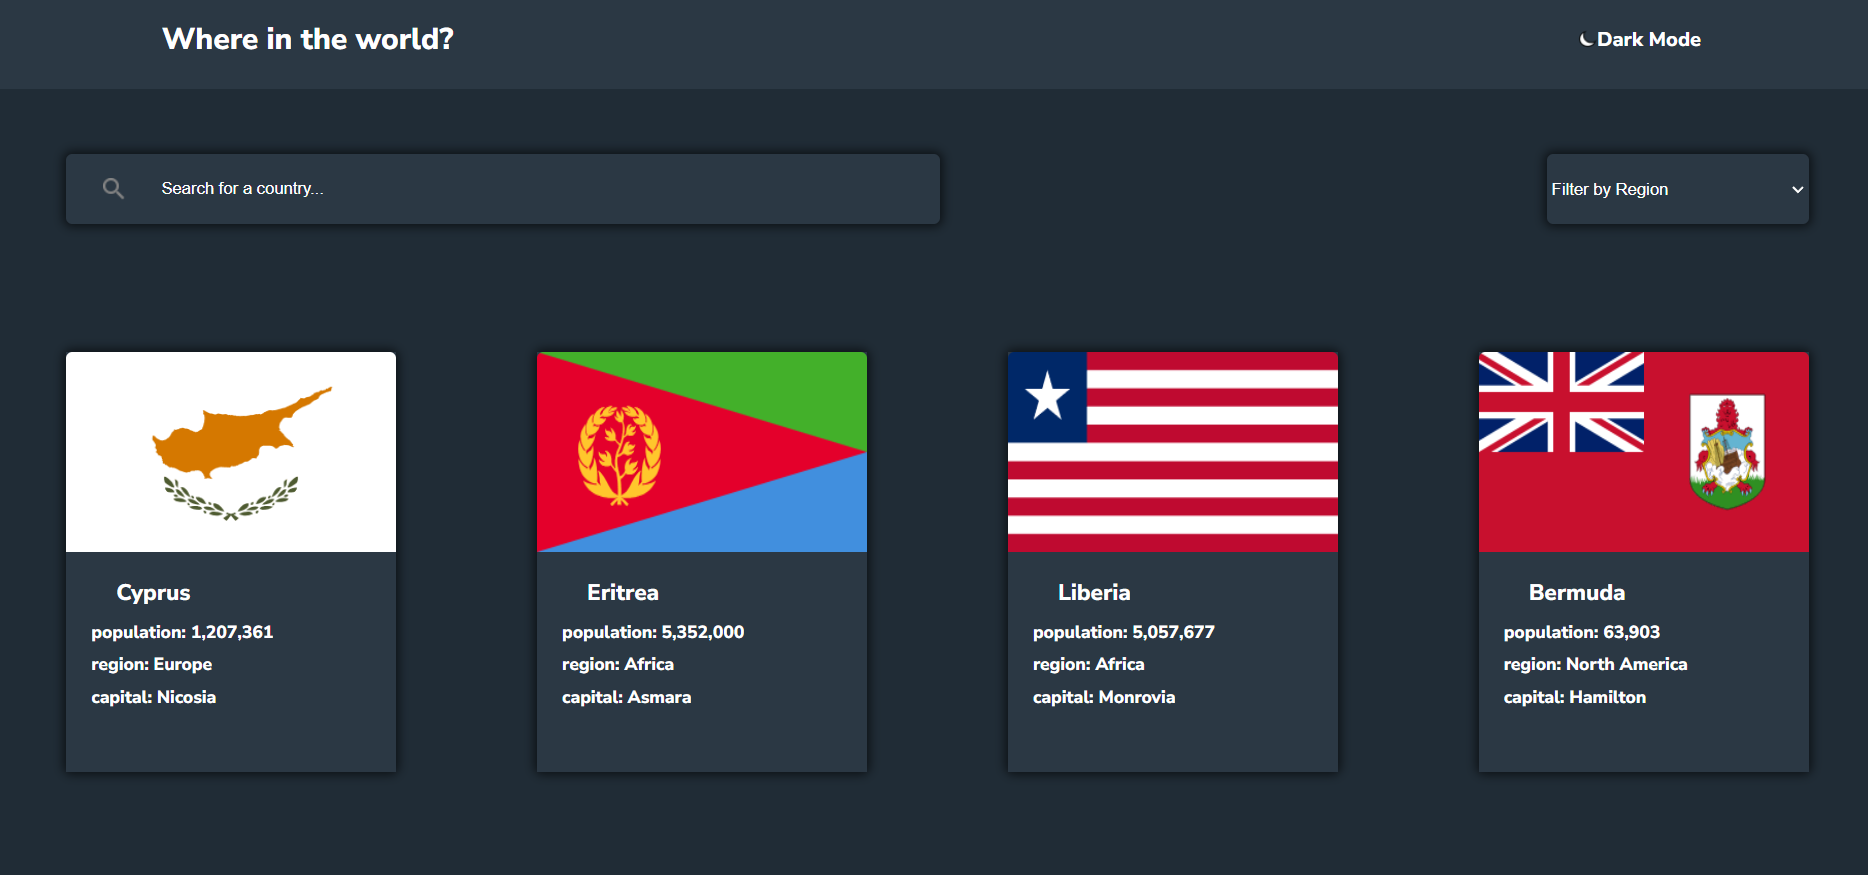 Where in the world?
Dark Mode
Search for a country...
Filter by Region
Cyprus
population: 1,207,361
region: Europe
capital: Nicosia
Eritrea
population: 5,352,000
region: Africa
capital: Asmara
Liberia
population: 5,057,677
region: Africa
capital: Monrovia
Bermuda
population: 63,903
region: North America
capital: Hamilton